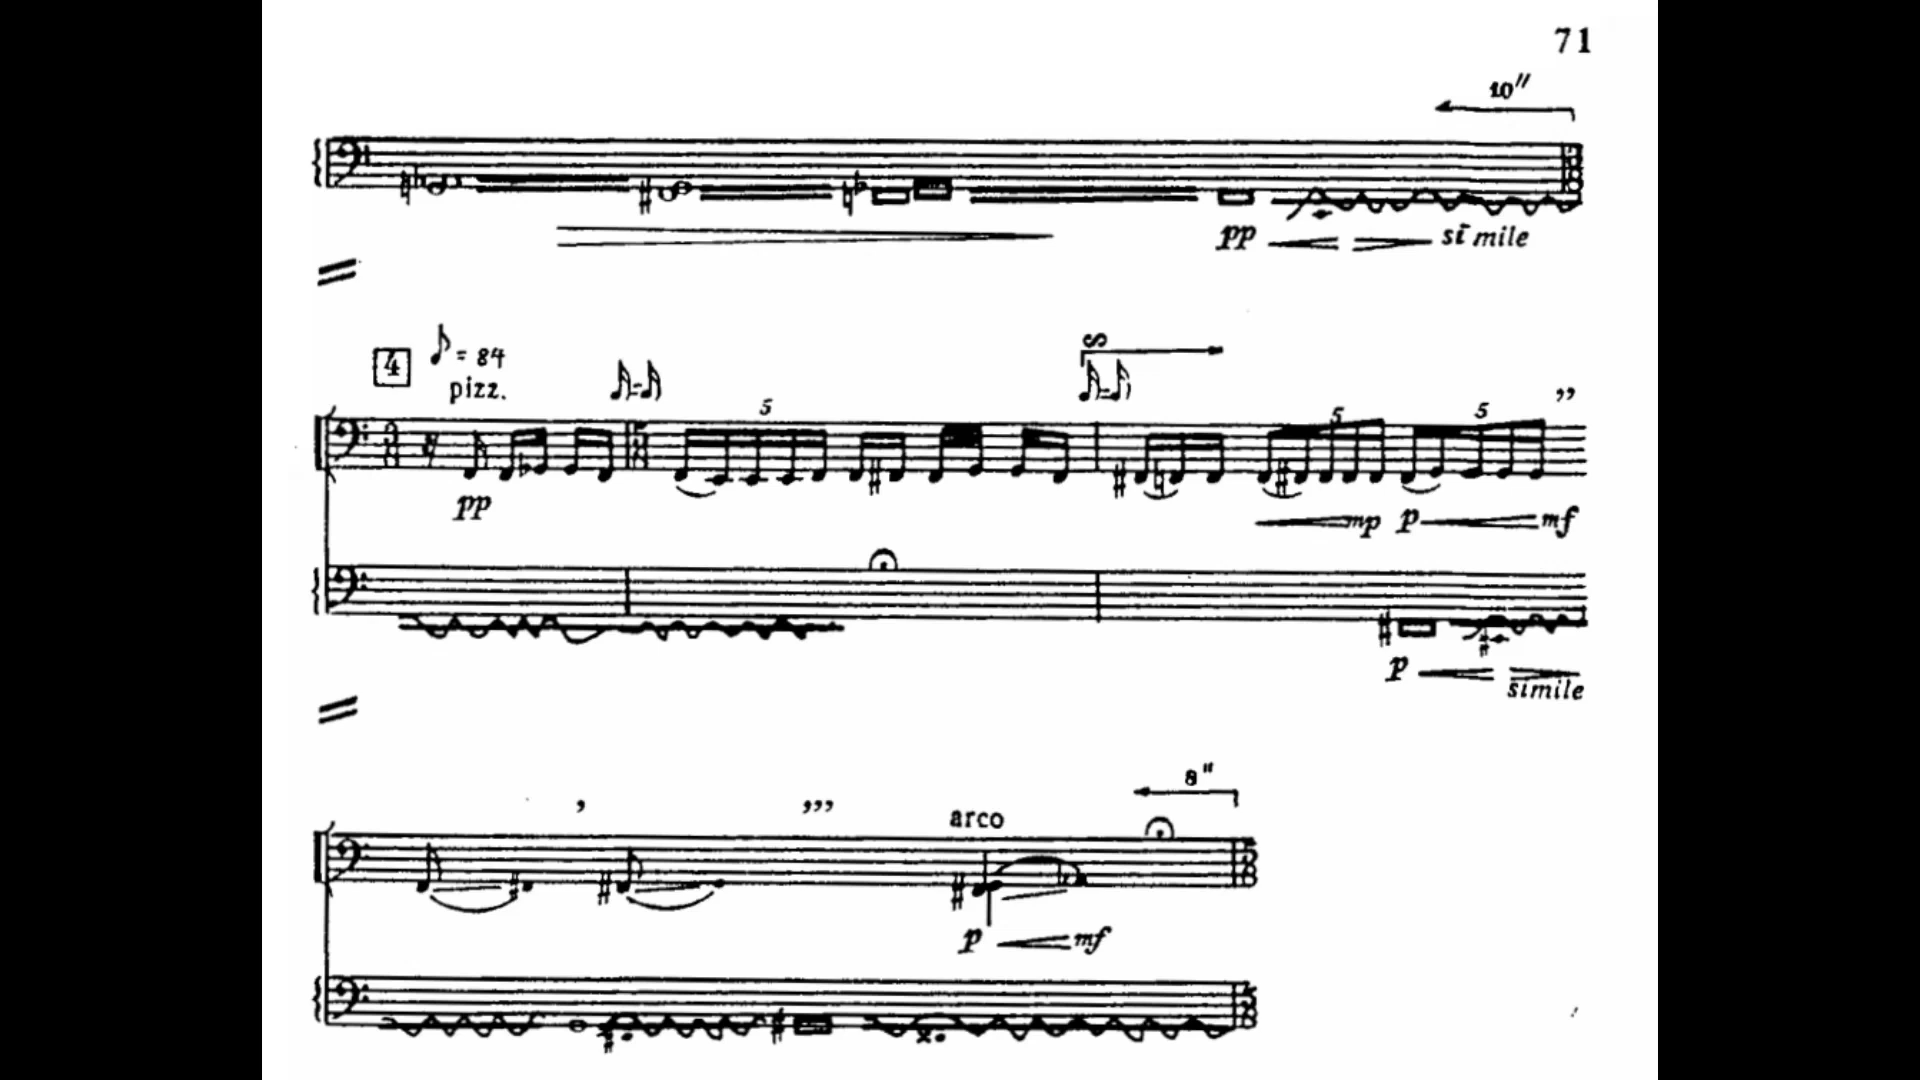 71
10″
pp simile
4 ♪ = 84
pizz.
5 5 5
pp mp p mf
p
simile
8"
arco
p mf